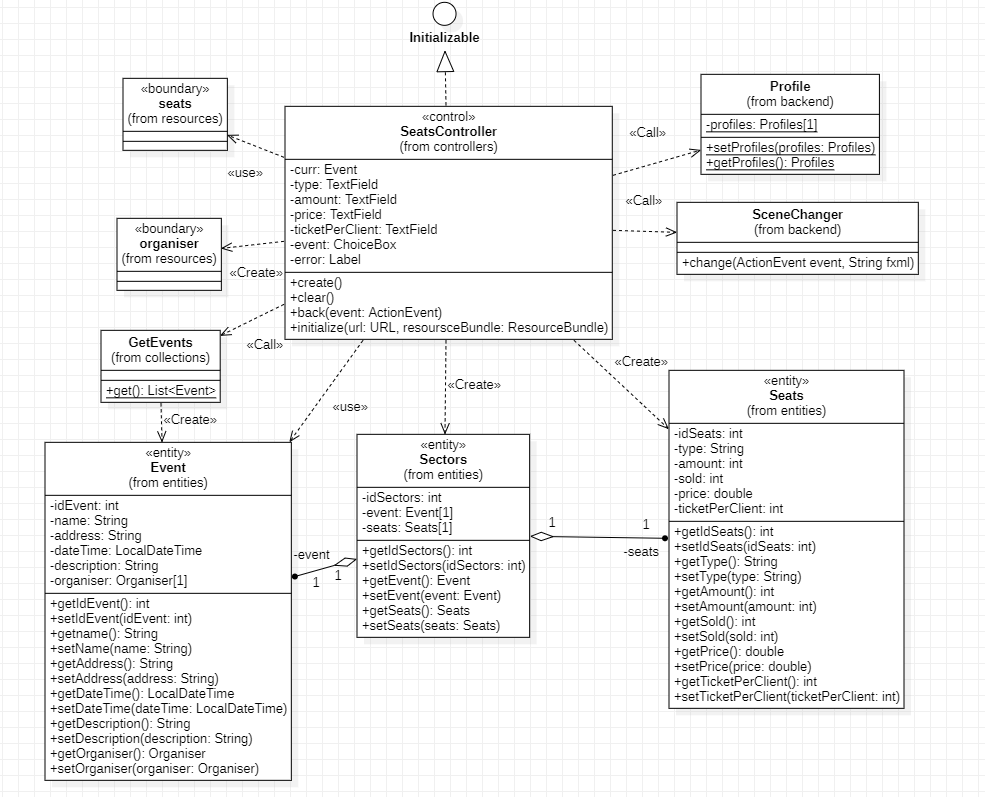 Initializable
«boundary»
seats
(from resources)
«use»
«boundary»
organiser
(from resources)
«Create»
«control»
SeatsController
(from controllers)
-curr: Event
-type: TextField
-amount: TextField
-price: TextField
-ticketPerClient: TextField
-event: ChoiceBox
-error: Label
+create()
+clear()
+back(event: ActionEvent)
+initialize(url: URL, resoursceBundle: ResourceBundle)
«Call»
Profile
(from backend)
-profiles: Profiles[1]
+setProfiles(profiles: Profiles)
+getProfiles(): Profiles
«Call»
SceneChanger
(from backend)
+change(ActionEvent event, String fxml)
GetEvents
(from collections)
+get(): List<Event>
«Call»
«Create»
«use»
«Create»
«Create»
«entity»
Event
(from entities)
-idEvent: int
-name: String
-address: String
-dateTime: LocalDateTime
-description: String
-organiser: Organiser[1]
+getIdEvent(): int
+setIdEvent(idEvent: int)
+getname(): String
+setName(name: String)
+getAddress(): String
+setAddress(address: String)
+getDateTime(): LocalDateTime
+setDateTime(dateTime: LocalDateTime)
+getDescription(): String
+setDescription(description: String)
+getOrganiser(): Organiser
+setOrganiser(organiser: Organiser)
-event
1
1
«entity»
Sectors
(from entities)
-idSectors: int
-event: Event[1]
-seats: Seats[1]
+getIdSectors(): int
+setIdSectors(idSectors: int)
+getEvent(): Event
+setEvent(event: Event)
+getSeats(): Seats
+setSeats(seats: Seats)
1
1
-seats
«entity»
Seats
(from entities)
-idSeats: int
-type: String
-amount: int
-sold: int
-price: double
-ticketPerClient: int
+getIdSeats(): int
+setIdSeats(idSeats: int)
+getType(): String
+setType(type: String)
+getAmount(): int
+setAmount(amount: int)
+getSold(): int
+setSold(sold: int)
+getPrice(): double
+setPrice(price: double)
+getTicketPerClient(): int
+setTicketPerClient(ticketPerClient: int)